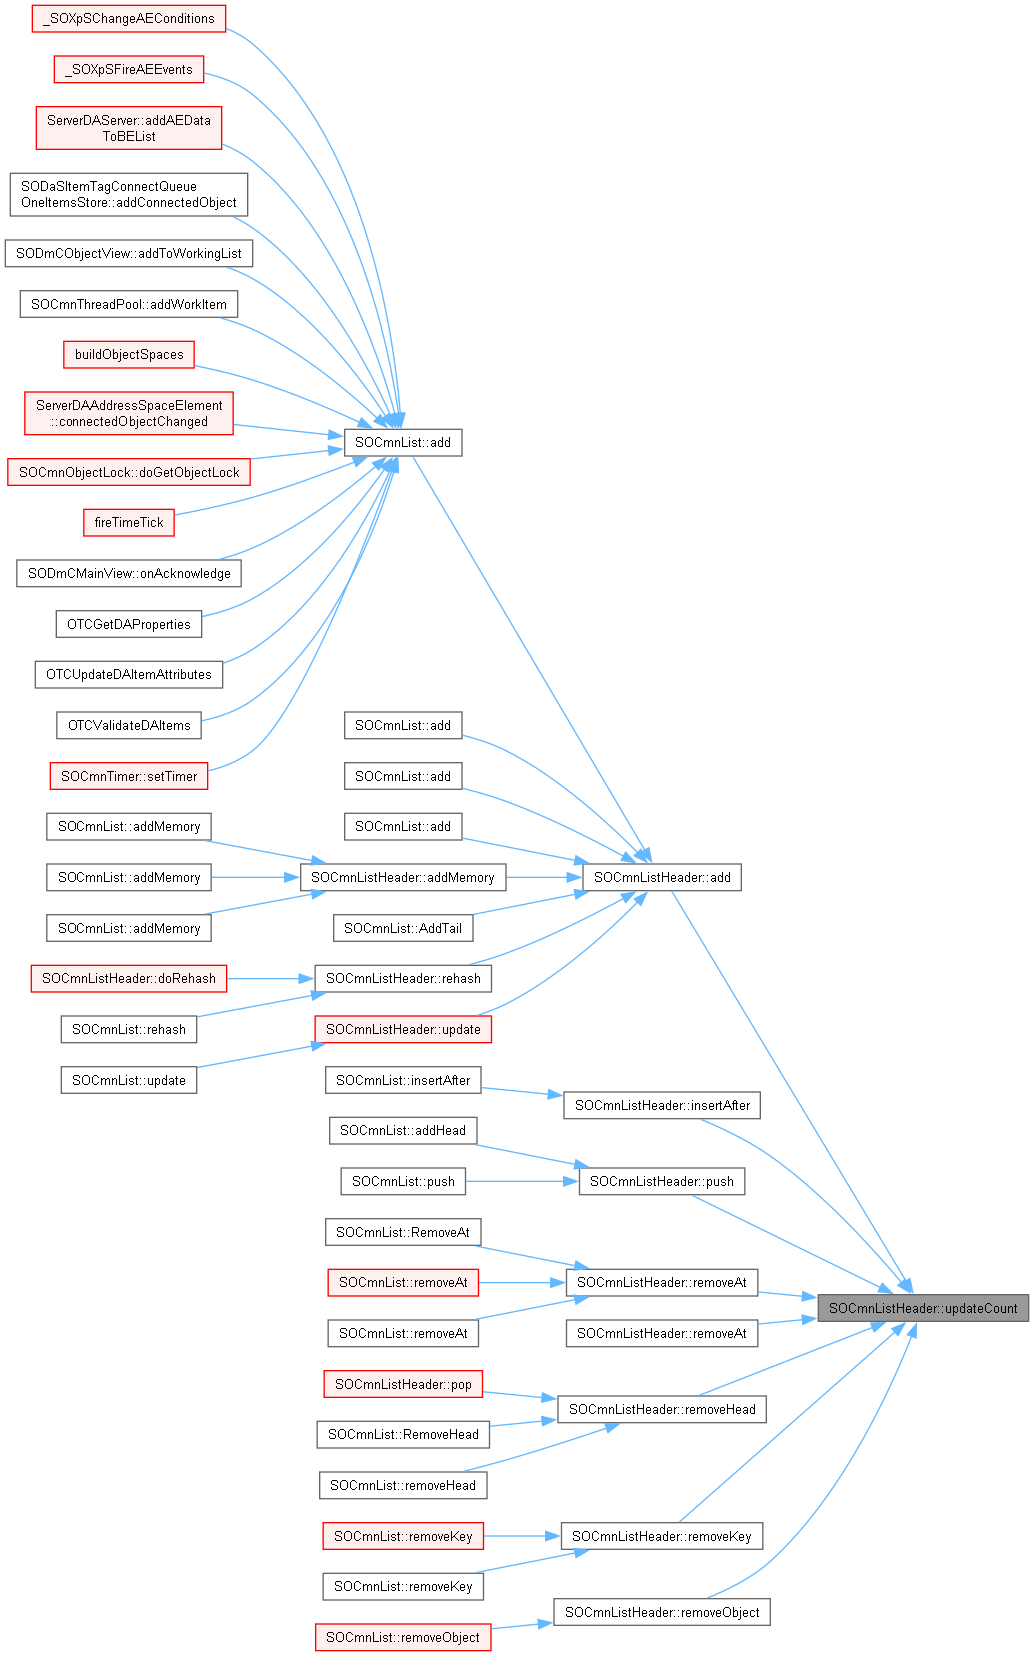 _SOXpSChangeAEConditions
_SOXpSFireAEEvents
ServerDAServer::addAEData
ToBEList
SODaSItemTagConnectQueue
OneItemsStore::addConnectedObject
SODmCObjectView::addToWorkingList
SOCmnThreadPool::addWorkItem
buildObjectSpaces
ServerDAAddressSpaceElement
::connectedObjectChanged
SOCmnList::add
SOCmnObjectLock::doGetObjectLock
fireTimeTick
SODmCMainView::onAcknowledge
OTCGetDAProperties
OTCUpdateDAItemAttributes
OTCValidateDAItems
SOCmnList::add
SOCmnTimer::setTimer
SOCmnList::add
SOCmnList::addMemory
SOCmnList::add
SOCmnList::addMemory
SOCmnListHeader::addMemory
SOCmnListHeader::add
SOCmnList::addMemory
SOCmnList::AddTail
SOCmnListHeader::doRehash
SOCmnListHeader::rehash
SOCmnList::rehash
SOCmnListHeader::update
SOCmnList::update
SOCmnList::insertAfter
SOCmnListHeader::insertAfter
SOCmnList::addHead
SOCmnList::push
SOCmnListHeader::push
SOCmnList::RemoveAt
SOCmnList::removeAt
SOCmnListHeader::removeAt
SOCmnListHeader::updateCount
SOCmnList::removeAt
SOCmnListHeader::removeAt
SOCmnListHeader::pop
SOCmnListHeader::removeHead
SOCmnList::RemoveHead
SOCmnList::removeHead
SOCmnList::removeKey
SOCmnListHeader::removeKey
SOCmnList::removeKey
SOCmnListHeader::removeObject
SOCmnList::removeObject